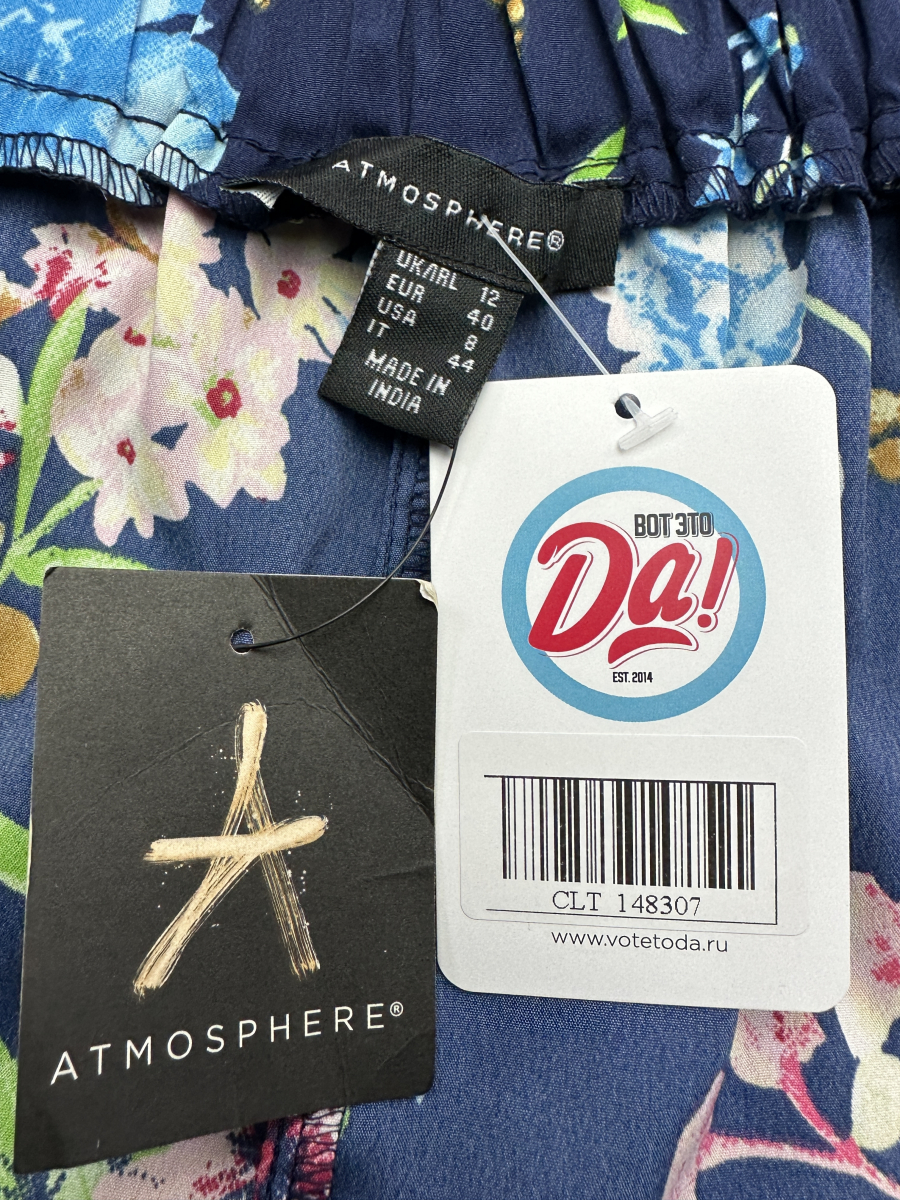 ATMOSPHERE®
UK/IRL 12
EUR 40
USA 8
IT 44
MADE IN
INDIA
ВОТ ЭТО
Да!
EST. 2014
CLT 148307
www.votetoda.ru
A
ATMOSPHERE®